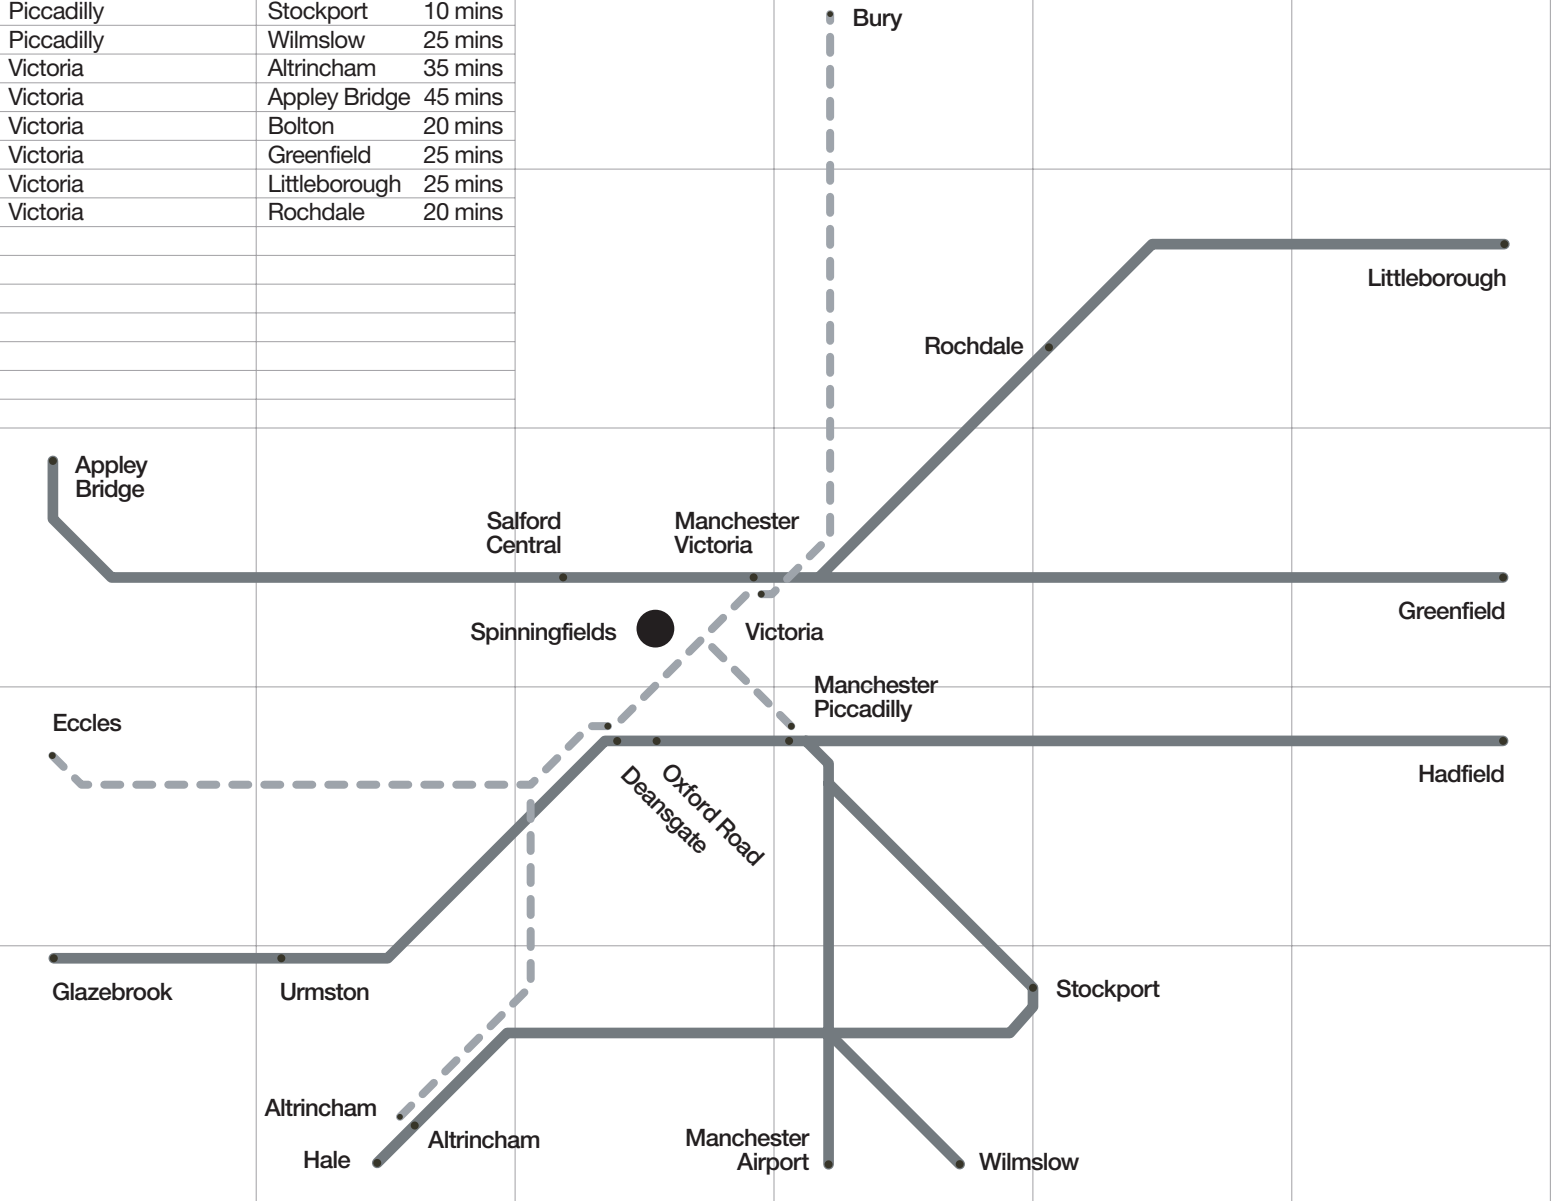 Piccadilly Stockport 10 mins
Piccadilly Wilmslow 25 mins
Victoria Altrincham 35 mins
Victoria Appley Bridge 45 mins
Victoria Bolton 20 mins
Victoria Greenfield 25 mins
Victoria Littleborough 25 mins
Victoria Rochdale 20 mins
Bury
Littleborough
Rochdale
Appley
Bridge
Salford
Central
Manchester
Victoria
Greenfield
Spinningfields
Victoria
Manchester
Piccadilly
Eccles
Hadfield
Oxford Road
Deansgate
Glazebrook
Urmston
Stockport
Altrincham
Altrincham
Hale
Manchester
Airport
Wilmslow